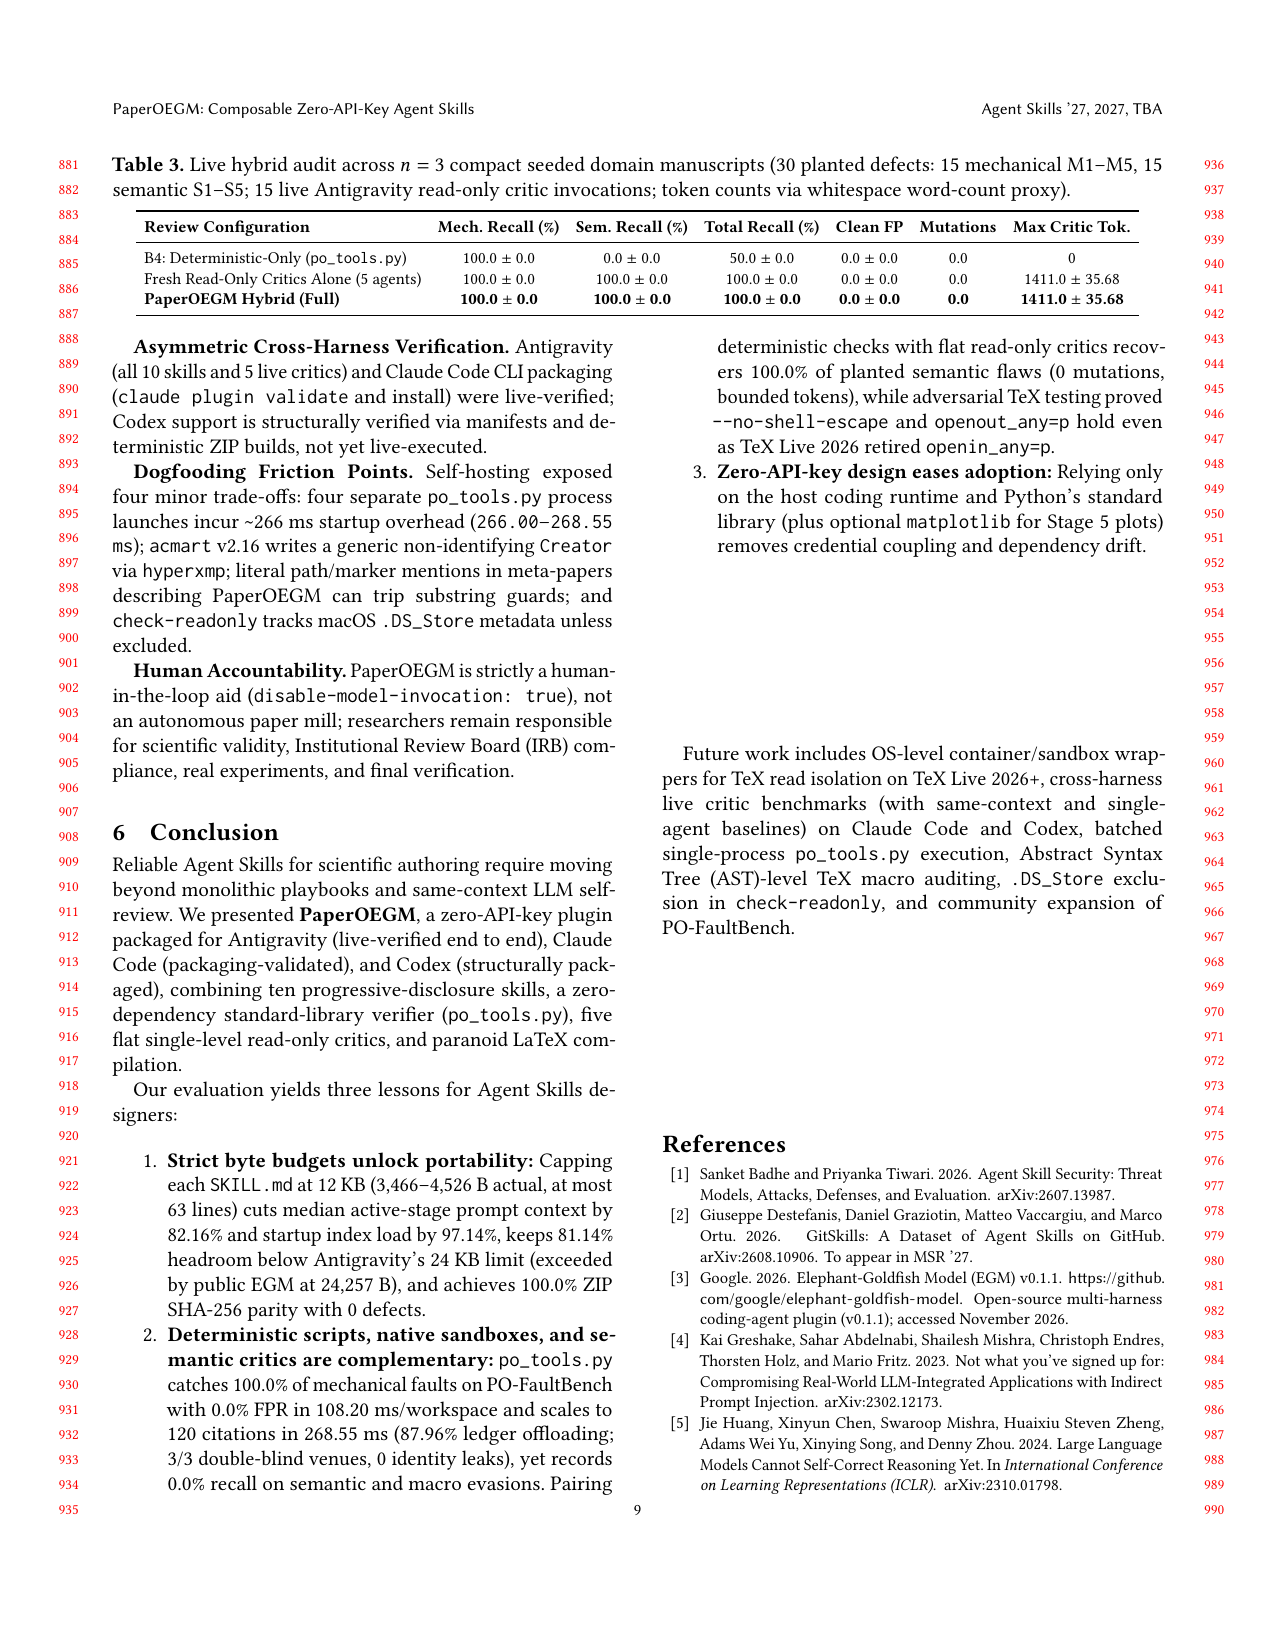 PaperOEGM: Composable Zero-API-Key Agent Skills
Agent Skills ’27, 2027, TBA
Table 3. Live hybrid audit across n = 3 compact seeded domain manuscripts (30 planted defects: 15 mechanical M1–M5, 15
semantic S1–S5; 15 live Antigravity read-only critic invocations; token counts via whitespace word-count proxy).
Review Configuration Mech. Recall (%) Sem. Recall (%) Total Recall (%) Clean FP Mutations Max Critic Tok.
B4: Deterministic-Only (po_tools.py) 100.0 ± 0.0 0.0 ± 0.0 50.0 ± 0.0 0.0 ± 0.0 0.0 0
Fresh Read-Only Critics Alone (5 agents) 100.0 ± 0.0 100.0 ± 0.0 100.0 ± 0.0 0.0 ± 0.0 0.0 1411.0 ± 35.68
PaperOEGM Hybrid (Full) 100.0 ± 0.0 100.0 ± 0.0 100.0 ± 0.0 0.0 ± 0.0 0.0 1411.0 ± 35.68
Asymmetric Cross-Harness Verification. Antigravity
(all 10 skills and 5 live critics) and Claude Code CLI packaging
(claude plugin validate and install) were live-verified;
Codex support is structurally verified via manifests and de-
terministic ZIP builds, not yet live-executed.
Dogfooding Friction Points. Self-hosting exposed
four minor trade-offs: four separate po_tools.py process
launches incur ~266 ms startup overhead (266.00–268.55
ms); acmart v2.16 writes a generic non-identifying Creator
via hyperxmp; literal path/marker mentions in meta-papers
describing PaperOEGM can trip substring guards; and
check-readonly tracks macOS .DS_Store metadata unless
excluded.
Human Accountability. PaperOEGM is strictly a human-
in-the-loop aid (disable-model-invocation: true), not
an autonomous paper mill; researchers remain responsible
for scientific validity, Institutional Review Board (IRB) com-
pliance, real experiments, and final verification.
6 Conclusion
Reliable Agent Skills for scientific authoring require moving
beyond monolithic playbooks and same-context LLM self-
review. We presented PaperOEGM, a zero-API-key plugin
packaged for Antigravity (live-verified end to end), Claude
Code (packaging-validated), and Codex (structurally pack-
aged), combining ten progressive-disclosure skills, a zero-
dependency standard-library verifier (po_tools.py), five
flat single-level read-only critics, and paranoid LaTeX com-
pilation.
Our evaluation yields three lessons for Agent Skills de-
signers:
1. Strict byte budgets unlock portability: Capping
each SKILL.md at 12 KB (3,466–4,526 B actual, at most
63 lines) cuts median active-stage prompt context by
82.16% and startup index load by 97.14%, keeps 81.14%
headroom below Antigravity’s 24 KB limit (exceeded
by public EGM at 24,257 B), and achieves 100.0% ZIP
SHA-256 parity with 0 defects.
2. Deterministic scripts, native sandboxes, and se-
mantic critics are complementary: po_tools.py
catches 100.0% of mechanical faults on PO-FaultBench
with 0.0% FPR in 108.20 ms/workspace and scales to
120 citations in 268.55 ms (87.96% ledger offloading;
3/3 double-blind venues, 0 identity leaks), yet records
0.0% recall on semantic and macro evasions. Pairing
deterministic checks with flat read-only critics recov-
ers 100.0% of planted semantic flaws (0 mutations,
bounded tokens), while adversarial TeX testing proved
--no-shell-escape and openout_any=p hold even
as TeX Live 2026 retired openin_any=p.
3. Zero-API-key design eases adoption: Relying only
on the host coding runtime and Python’s standard
library (plus optional matplotlib for Stage 5 plots)
removes credential coupling and dependency drift.
Future work includes OS-level container/sandbox wrap-
pers for TeX read isolation on TeX Live 2026+, cross-harness
live critic benchmarks (with same-context and single-
agent baselines) on Claude Code and Codex, batched
single-process po_tools.py execution, Abstract Syntax
Tree (AST)-level TeX macro auditing, .DS_Store exclu-
sion in check-readonly, and community expansion of
PO-FaultBench.
References
[1] Sanket Badhe and Priyanka Tiwari. 2026. Agent Skill Security: Threat
Models, Attacks, Defenses, and Evaluation. arXiv:2607.13987.
[2] Giuseppe Destefanis, Daniel Graziotin, Matteo Vaccargiu, and Marco
Ortu. 2026. GitSkills: A Dataset of Agent Skills on GitHub.
arXiv:2608.10906. To appear in MSR ’27.
[3] Google. 2026. Elephant-Goldfish Model (EGM) v0.1.1. https://github.
com/google/elephant-goldfish-model. Open-source multi-harness
coding-agent plugin (v0.1.1); accessed November 2026.
[4] Kai Greshake, Sahar Abdelnabi, Shailesh Mishra, Christoph Endres,
Thorsten Holz, and Mario Fritz. 2023. Not what you’ve signed up for:
Compromising Real-World LLM-Integrated Applications with Indirect
Prompt Injection. arXiv:2302.12173.
[5] Jie Huang, Xinyun Chen, Swaroop Mishra, Huaixiu Steven Zheng,
Adams Wei Yu, Xinying Song, and Denny Zhou. 2024. Large Language
Models Cannot Self-Correct Reasoning Yet. In International Conference
on Learning Representations (ICLR). arXiv:2310.01798.
9
881
882
883
884
885
886
887
888
889
890
891
892
893
894
895
896
897
898
899
900
901
902
903
904
905
906
907
908
909
910
911
912
913
914
915
916
917
918
919
920
921
922
923
924
925
926
927
928
929
930
931
932
933
934
935
936
937
938
939
940
941
942
943
944
945
946
947
948
949
950
951
952
953
954
955
956
957
958
959
960
961
962
963
964
965
966
967
968
969
970
971
972
973
974
975
976
977
978
979
980
981
982
983
984
985
986
987
988
989
990